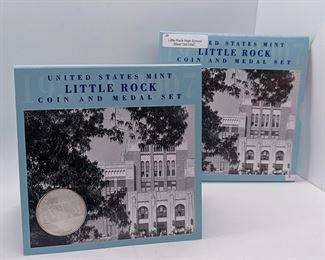 UNITED STATES MINT
LITTLE ROCK
COIN AND MEDAL SET
Little Rock High School
UNITED STATES MINT
LITTLE ROCK
COIN AND MEDAL SET